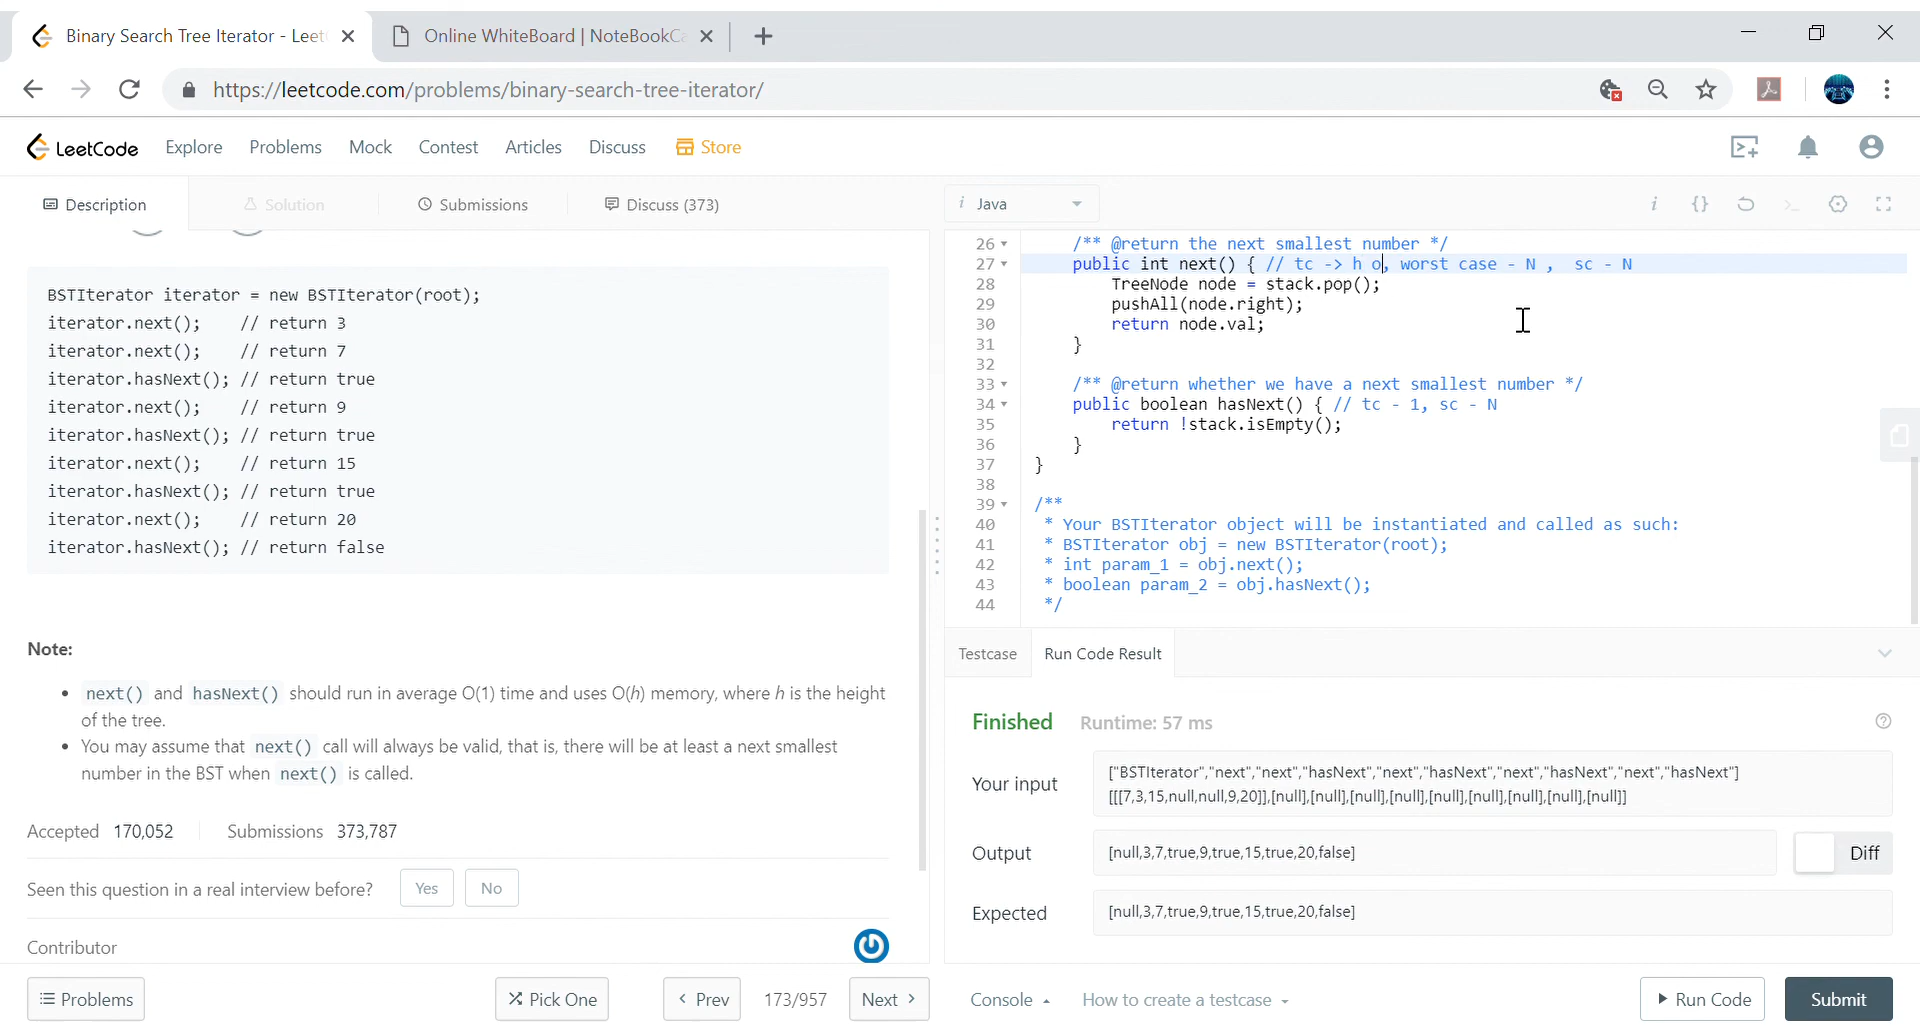 Binary Search Tree Iterator - Leet
Online WhiteBoard | NoteBookC
https://leetcode.com/problems/binary-search-tree-iterator/
LeetCode Explore Problems Mock Contest Articles Discuss Store
Description Solution Submissions Discuss (373)
BSTIterator iterator = new BSTIterator(root);
iterator.next();    // return 3
iterator.next();    // return 7
iterator.hasNext(); // return true
iterator.next();    // return 9
iterator.hasNext(); // return true
iterator.next();    // return 15
iterator.hasNext(); // return true
iterator.next();    // return 20
iterator.hasNext(); // return false
Note:
next() and hasNext() should run in average O(1) time and uses O(h) memory, where h is the height
of the tree.
You may assume that next() call will always be valid, that is, there will be at least a next smallest
number in the BST when next() is called.
Accepted 170,052 Submissions 373,787
Seen this question in a real interview before? Yes No
Contributor
Problems Pick One Prev 173/957 Next
i Java
i {}
26 /** @return the next smallest number */
27 public int next() { // tc -> h o, worst case - N ,  sc - N
28 TreeNode node = stack.pop();
29 pushAll(node.right);
30 return node.val;
31 }
32
33 /** @return whether we have a next smallest number */
34 public boolean hasNext() { // tc - 1, sc - N
35 return !stack.isEmpty();
36 }
37 }
38
39 /**
40 * Your BSTIterator object will be instantiated and called as such:
41 * BSTIterator obj = new BSTIterator(root);
42 * int param_1 = obj.next();
43 * boolean param_2 = obj.hasNext();
44 */
Testcase Run Code Result
Finished Runtime: 57 ms
Your input
["BSTIterator","next","next","hasNext","next","hasNext","next","hasNext","next","hasNext"]
[[[7,3,15,null,null,9,20]],[null],[null],[null],[null],[null],[null],[null],[null],[null]]
Output [null,3,7,true,9,true,15,true,20,false] Diff
Expected [null,3,7,true,9,true,15,true,20,false]
Console How to create a testcase Run Code Submit